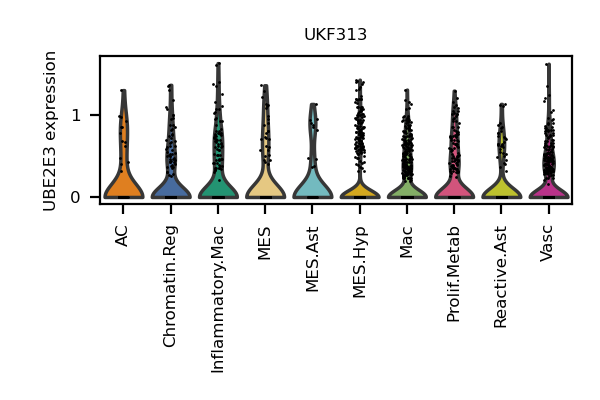 UKF313
UBE2E3 expression
1
0
AC
Chromatin.Reg
Inflammatory.Mac
MES
MES.Ast
MES.Hyp
Mac
Prolif.Metab
Reactive.Ast
Vasc